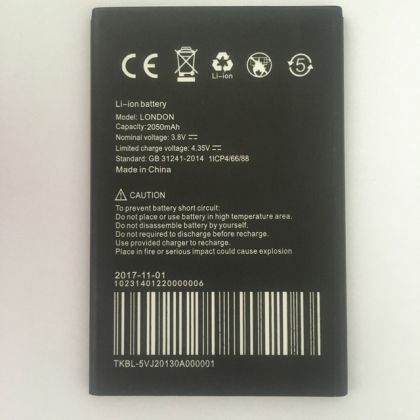 CE
Li-ion
5
Li-ion battery
Model: LONDON
Capacity: 2050mAh
Nominal voltage: 3.8V ⎓
Limited charge voltage: 4.35V ⎓
Standard: GB 31241-2014 1ICP4/66/88
Made in China
CAUTION
To prevent battery short circuit:
Do not place or use battery in high temperature area.
Do not disassemble battery by yourself.
Do not required to discharge before recharging.
Use provided charger to recharge.
Place in fire or serious impact could cause explosion
2017-11-01
10231401220000006
TKBL-5VJ20130A000001